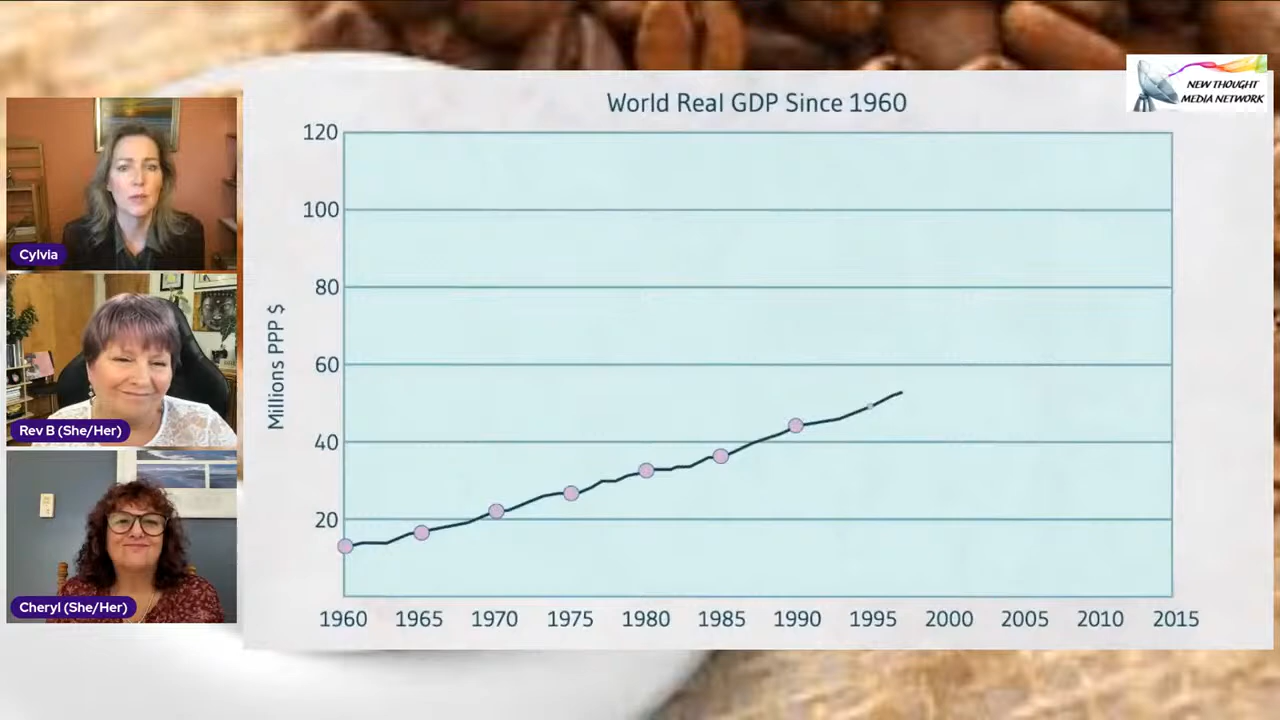 NEW THOUGHT
MEDIA NETWORK
World Real GDP Since 1960
120
100
80
60
40
20
Millions PPP $
1960 1965 1970 1975 1980 1985 1990 1995 2000 2005 2010 2015
Cylvia
Rev B (She/Her)
Cheryl (She/Her)